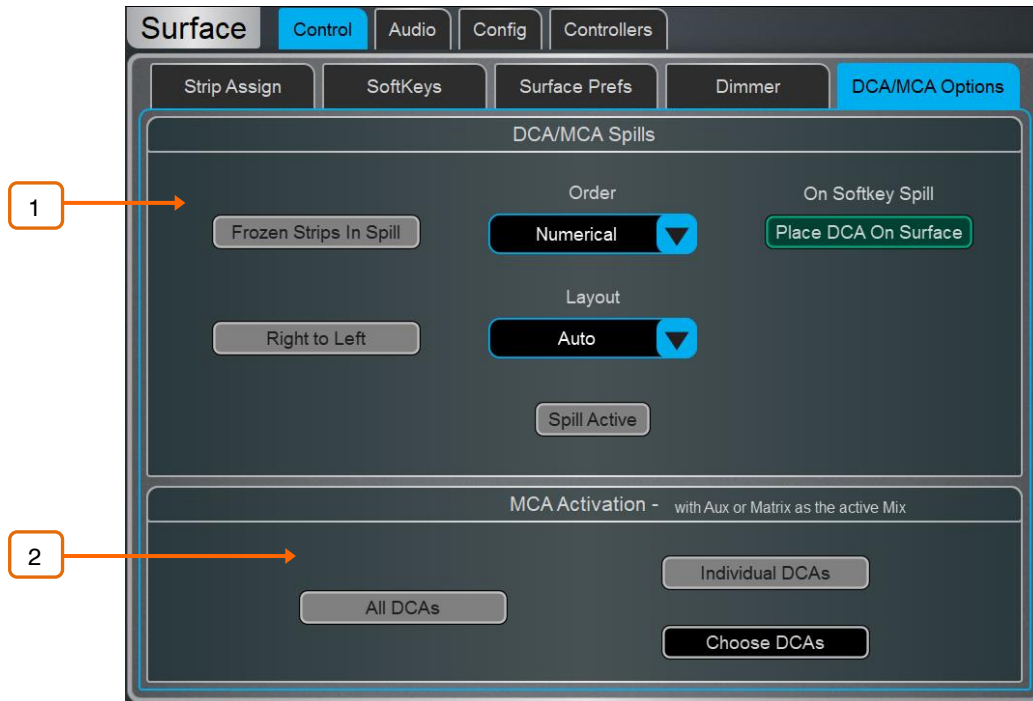 Surface Control Audio Config Controllers
Strip Assign SoftKeys Surface Prefs Dimmer DCA/MCA Options
DCA/MCA Spills
1
Order On Softkey Spill
Frozen Strips In Spill Numerical Place DCA On Surface
Layout
Right to Left Auto
Spill Active
MCA Activation - with Aux or Matrix as the active Mix
2
Individual DCAs
All DCAs
Choose DCAs